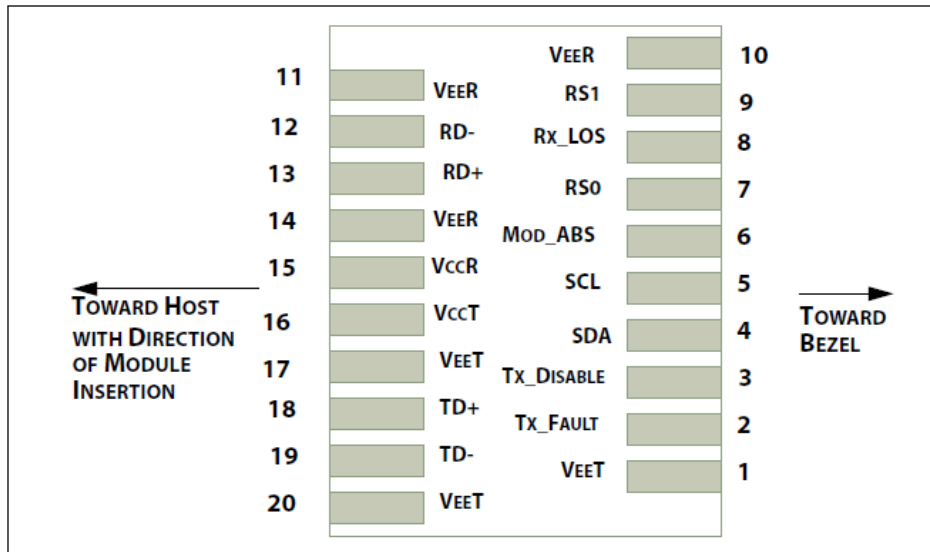 VEER 10
11 VEER
RS1 9
12 RD-
RX_LOS 8
13 RD+
RS0 7
14 VEER
MOD_ABS 6
15 VCCR
SCL 5
16 VCCT
SDA 4
17 VEET
TX_DISABLE 3
18 TD+
TX_FAULT 2
19 TD-
VEET 1
20 VEET
TOWARD HOST
WITH DIRECTION
OF MODULE
INSERTION
TOWARD
BEZEL